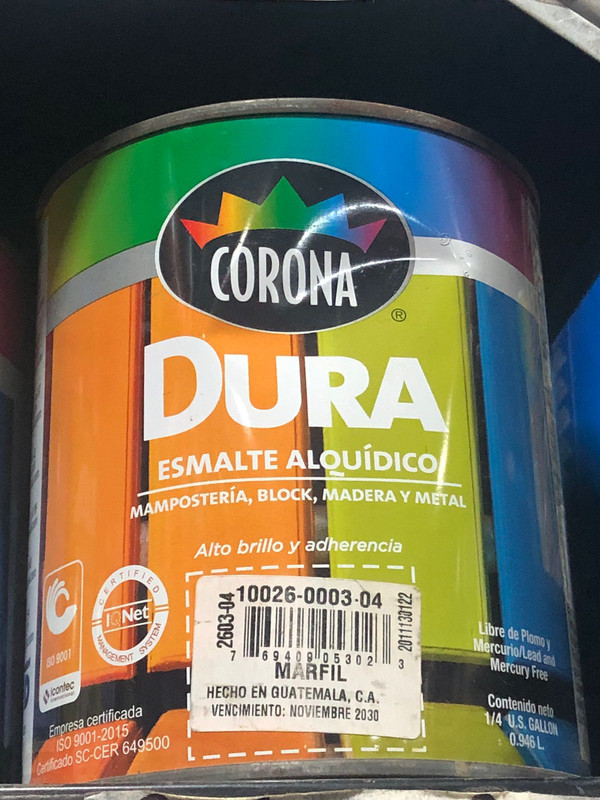 CORONA
®
DURA
ESMALTE ALQUÍDICO
MAMPOSTERÍA, BLOCK, MADERA Y METAL
Alto brillo y adherencia
CERTIFIED
IQNet
MANAGEMENT SYSTEM
ISO 9001
icontec
Empresa certificada
ISO 9001-2015
Certificado SC-CER 649500
10026-0003-04
2603-04
2011130122
7 69409 05302 3
MARFIL
HECHO EN GUATEMALA, C.A.
VENCIMIENTO: NOVIEMBRE 2030
Libre de Plomo y
Mercurio/Lead and
Mercury Free
Contenido neto
1/4 U.S. GALLON
0.946 L